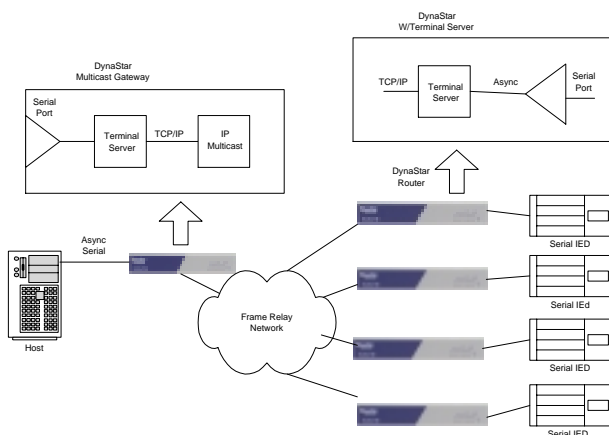 DynaStar
Multicast Gateway
Serial
Port
Terminal
Server
TCP/IP
IP
Multicast
DynaStar
W/Terminal Server
TCP/IP
Terminal
Server
Async
Serial
Port
DynaStar
Router
Async
Serial
Host
Frame Relay
Network
Serial IED
Serial IEd
Serial IED
Serial IED